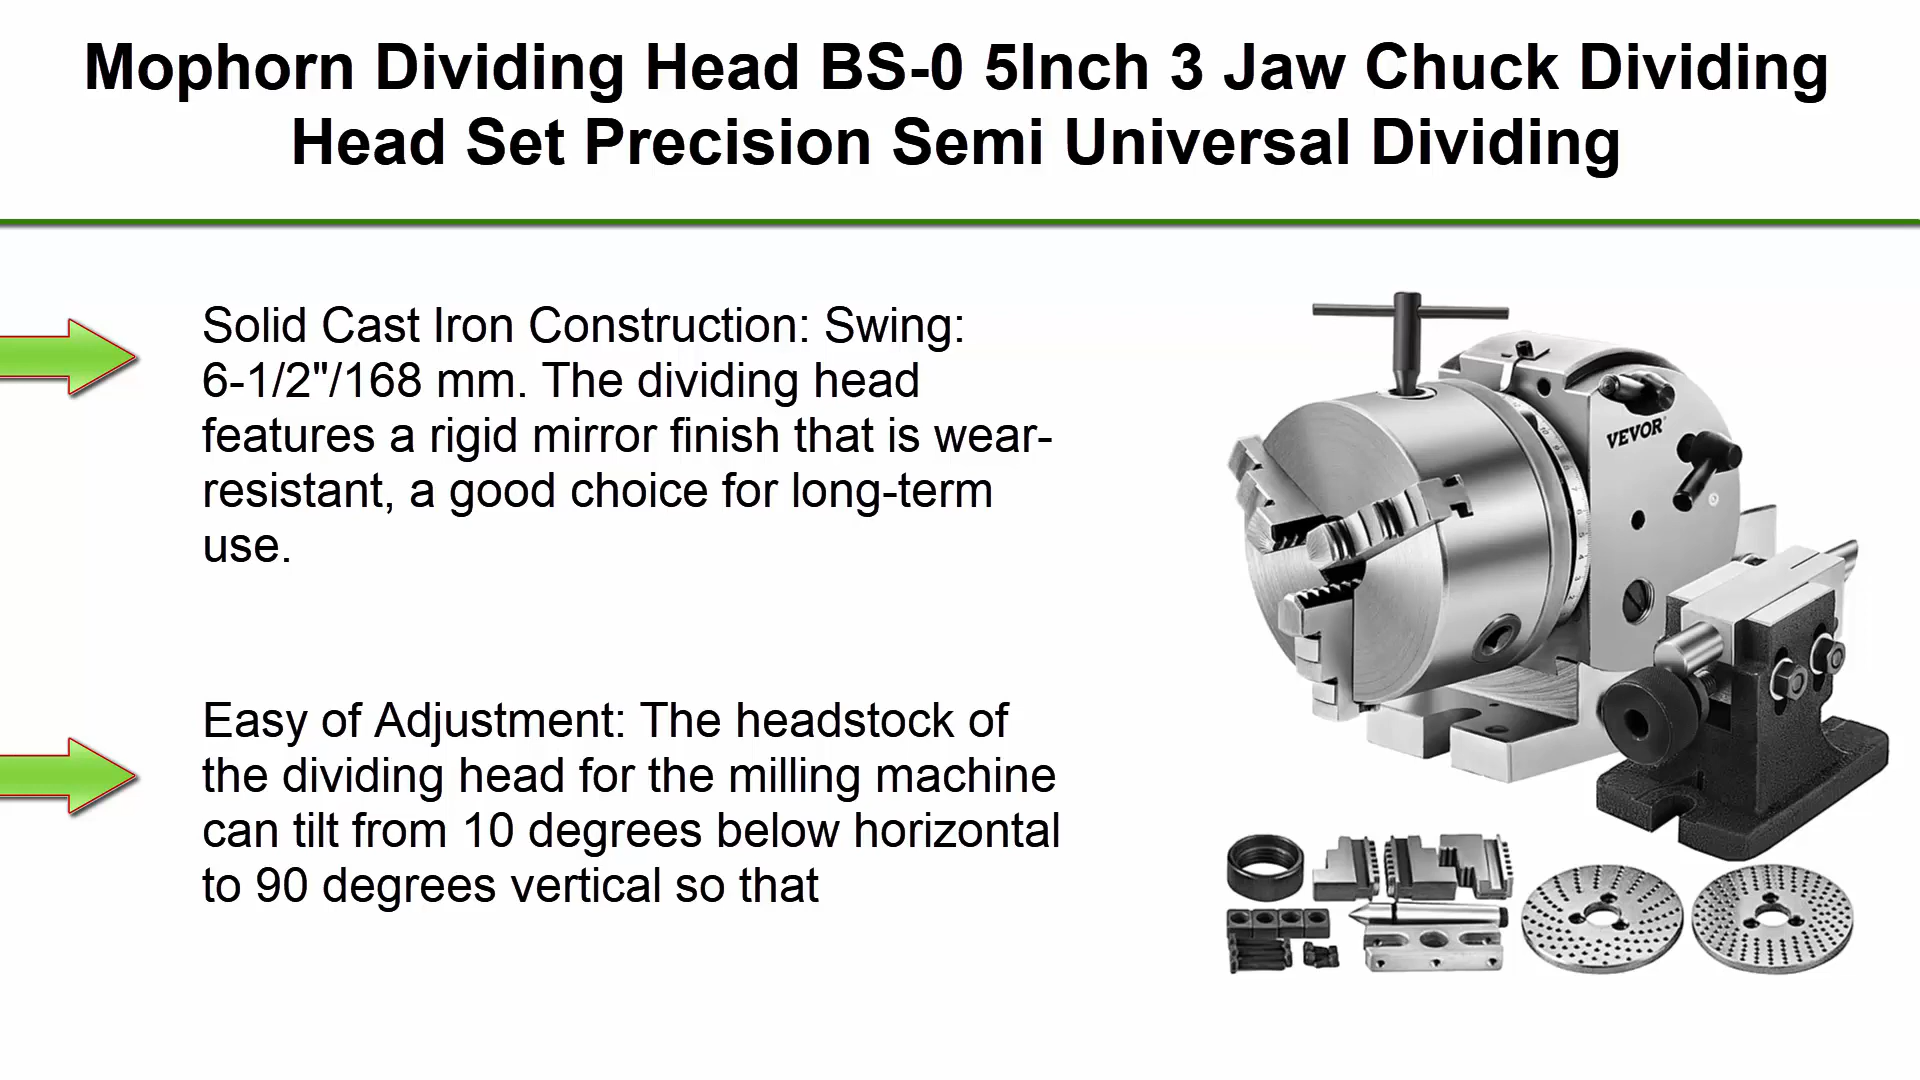 Mophorn Dividing Head BS-0 5Inch 3 Jaw Chuck Dividing
Head Set Precision Semi Universal Dividing
Solid Cast Iron Construction: Swing:
6-1/2"/168 mm. The dividing head
features a rigid mirror finish that is wear-
resistant, a good choice for long-term
use.
Easy of Adjustment: The headstock of
the dividing head for the milling machine
can tilt from 10 degrees below horizontal
to 90 degrees vertical so that
VEVOR